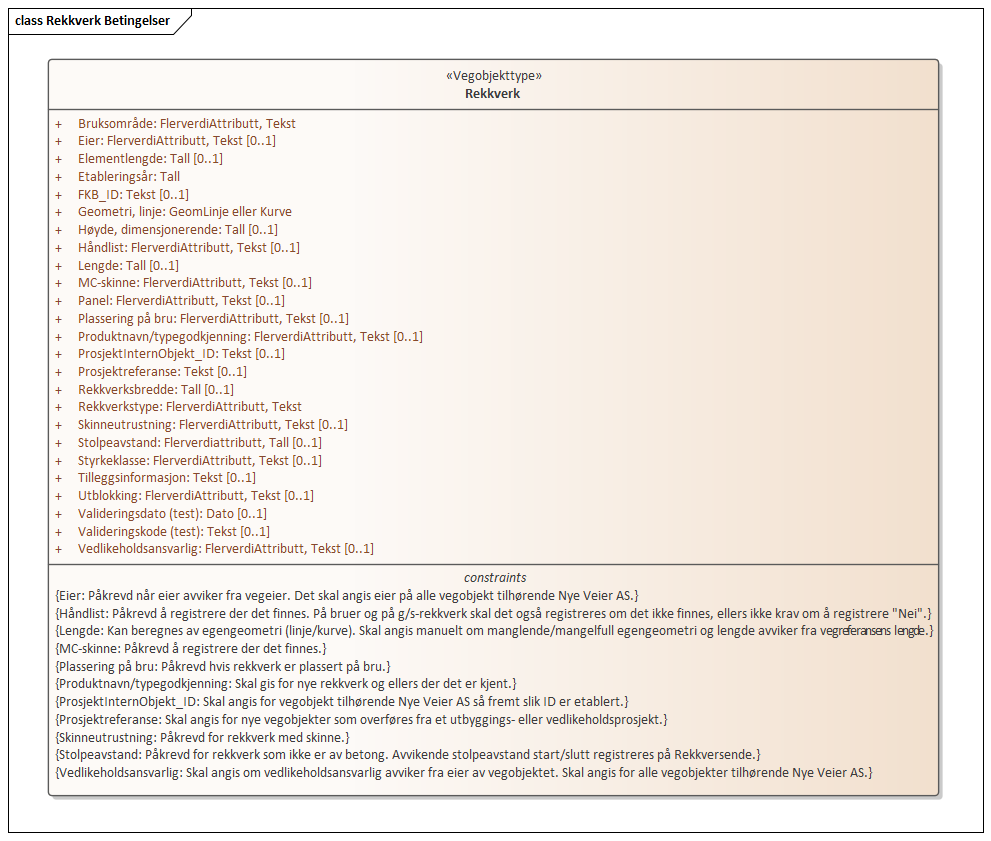 class Rekkverk Betingelser
«Vegobjekttype»
Rekkverk
+ Bruksområde: FlerverdiAttributt, Tekst
+ Eier: FlerverdiAttributt, Tekst [0..1]
+ Elementlengde: Tall [0..1]
+ Etableringsår: Tall
+ FKB_ID: Tekst [0..1]
+ Geometri, linje: GeomLinje eller Kurve
+ Høyde, dimensjonerende: Tall [0..1]
+ Håndlist: FlerverdiAttributt, Tekst [0..1]
+ Lengde: Tall [0..1]
+ MC-skinne: FlerverdiAttributt, Tekst [0..1]
+ Panel: FlerverdiAttributt, Tekst [0..1]
+ Plassering på bru: FlerverdiAttributt, Tekst [0..1]
+ Produktnavn/typegodkjenning: FlerverdiAttributt, Tekst [0..1]
+ ProsjektInternObjekt_ID: Tekst [0..1]
+ Prosjektreferanse: Tekst [0..1]
+ Rekkverksbredde: Tall [0..1]
+ Rekkverkstype: FlerverdiAttributt, Tekst
+ Skinneutrustning: FlerverdiAttributt, Tekst [0..1]
+ Stolpeavstand: Flerverdiattributt, Tall [0..1]
+ Styrkeklasse: FlerverdiAttributt, Tekst [0..1]
+ Tilleggsinformasjon: Tekst [0..1]
+ Utblokking: FlerverdiAttributt, Tekst [0..1]
+ Valideringsdato (test): Dato [0..1]
+ Valideringskode (test): Tekst [0..1]
+ Vedlikeholdsansvarlig: FlerverdiAttributt, Tekst [0..1]
constraints
{Eier: Påkrevd når eier avviker fra vegeier. Det skal angis eier på alle vegobjekt tilhørende Nye Veier AS.}
{Håndlist: Påkrevd å registrere der det finnes. På bruer og på g/s-rekkverk skal det også registreres om det ikke finnes, ellers ikke krav om å registrere "Nei".}
{Lengde: Kan beregnes av egengeometri (linje/kurve). Skal angis manuelt om manglende/mangelfull egengeometri og lengde avviker fra vegreferansens lengde.}
{MC-skinne: Påkrevd å registrere der det finnes.}
{Plassering på bru: Påkrevd hvis rekkverk er plassert på bru.}
{Produktnavn/typegodkjenning: Skal gis for nye rekkverk og ellers der det er kjent.}
{ProsjektInternObjekt_ID: Skal angis for vegobjekt tilhørende Nye Veier AS så fremt slik ID er etablert.}
{Prosjektreferanse: Skal angis for nye vegobjekter som overføres fra et utbyggings- eller vedlikeholdsprosjekt.}
{Skinneutrustning: Påkrevd for rekkverk med skinne.}
{Stolpeavstand: Påkrevd for rekkverk som ikke er av betong. Avvikende stolpeavstand start/slutt registreres på Rekkversende.}
{Vedlikeholdsansvarlig: Skal angis om vedlikeholdsansvarlig avviker fra eier av vegobjektet. Skal angis for alle vegobjekter tilhørende Nye Veier AS.}